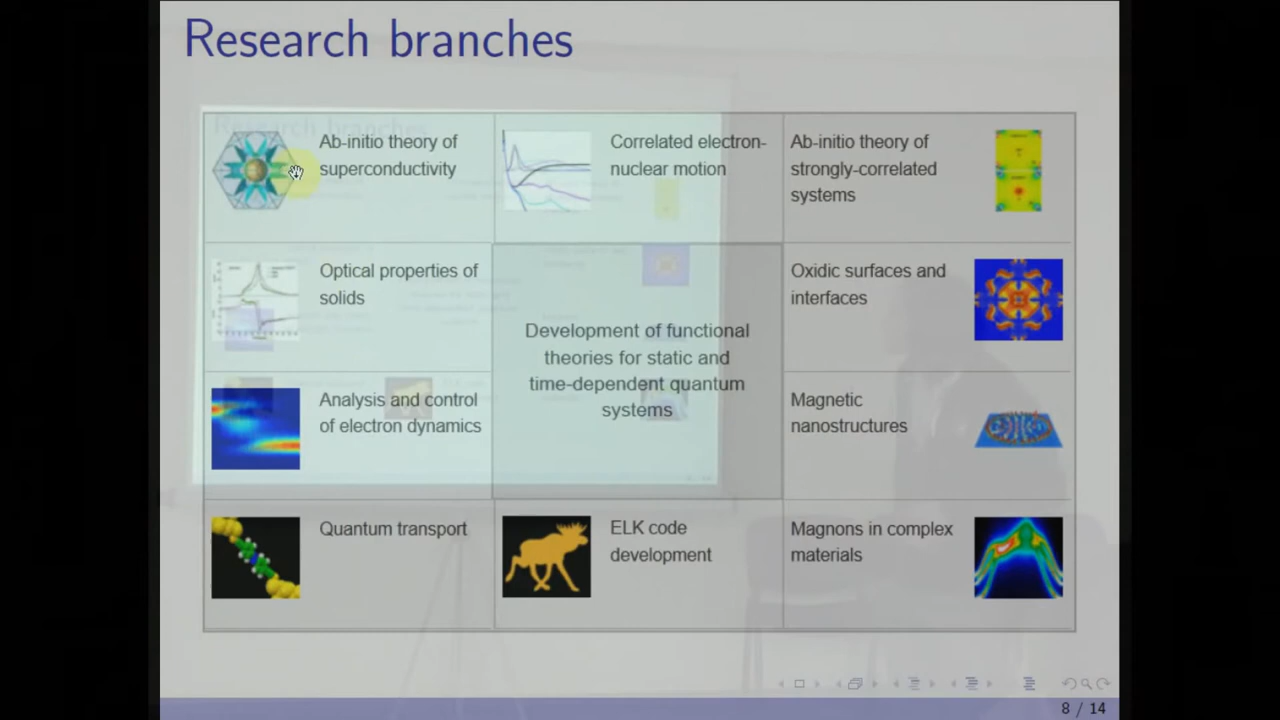 Research branches
Ab-initio theory of
superconductivity
Correlated electron-
nuclear motion
Ab-initio theory of
strongly-correlated
systems
Optical properties of
solids
Development of functional
theories for static and
time-dependent quantum
systems
Oxidic surfaces and
interfaces
Analysis and control
of electron dynamics
Magnetic
nanostructures
Quantum transport
ELK code
development
Magnons in complex
materials
8 / 14